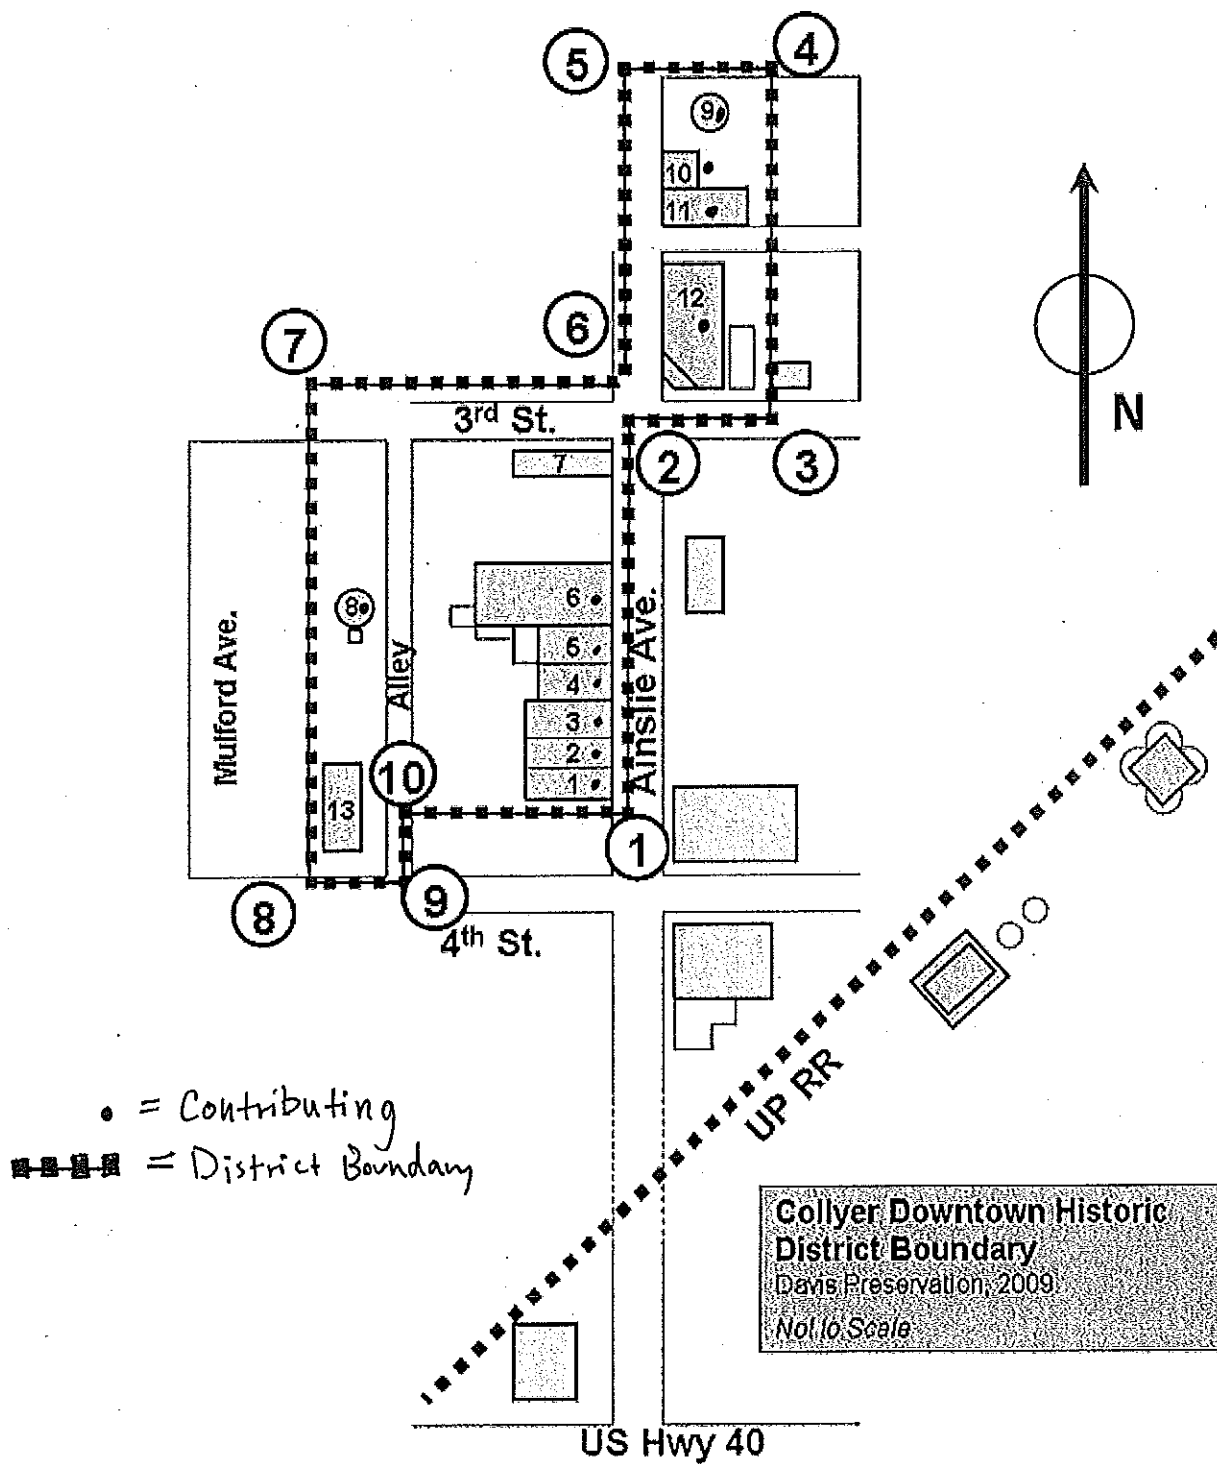 5
4
9
10
11
12
6
7
3rd St.
2
3
N
7
8
6
5
4
3
2
1
Mulford Ave.
Alley
Ainslie Ave.
10
13
1
8
9
4th St.
UP RR
• = Contributing
= District Boundary
Collyer Downtown Historic
District Boundary
Davis Preservation, 2009
Not to Scale
US Hwy 40